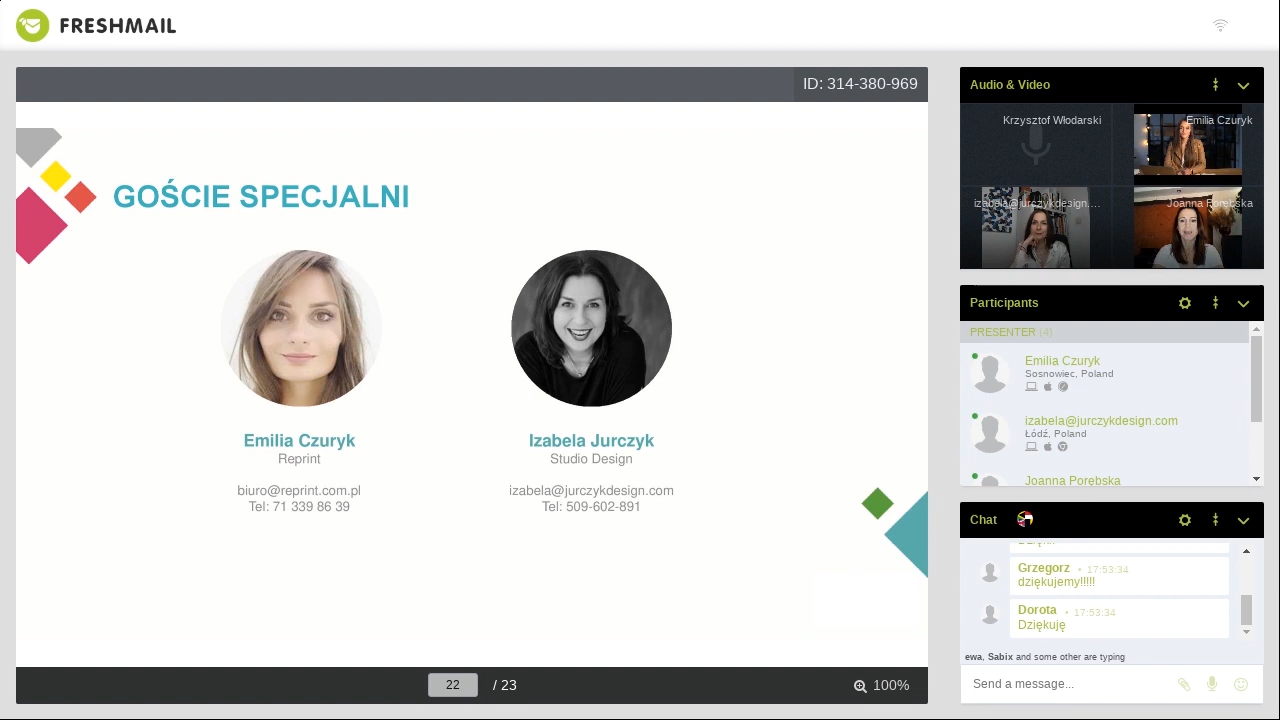 FRESHMAIL
ID: 314-380-969
GOŚCIE SPECJALNI
Emilia Czuryk
Reprint
biuro@reprint.com.pl
Tel: 71 339 86 39
Izabela Jurczyk
Studio Design
izabela@jurczykdesign.com
Tel: 509-602-891
22 / 23
100%
Audio & Video
Krzysztof Włodarski
Emilia Czuryk
izabela@jurczykdesign....
Joanna Porębska
Participants
PRESENTER (4)
Emilia Czuryk
Sosnowiec, Poland
izabela@jurczykdesign.com
Łódź, Poland
Joanna Porębska
Chat
Grzegorz • 17:53:34
dziękujemy!!!!!
Dorota • 17:53:34
Dziękuję
ewa, Sabix and some other are typing
Send a message...